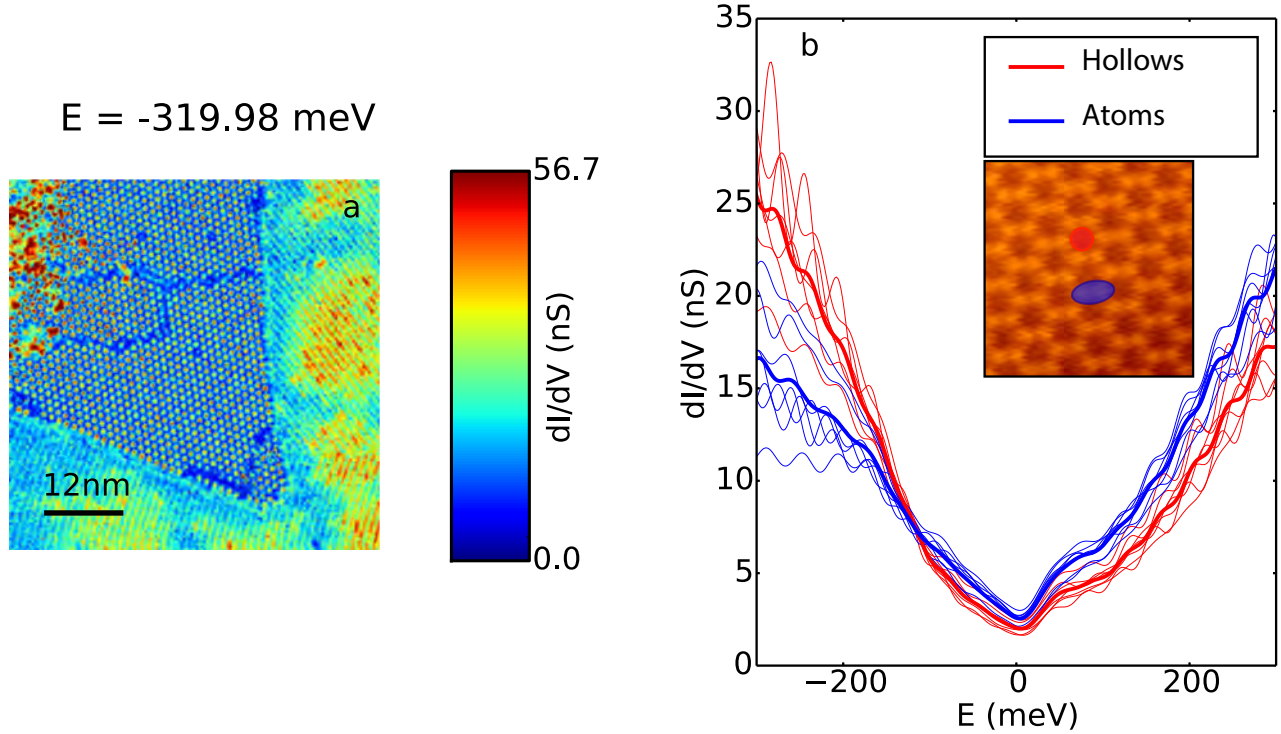 E = -319.98 meV
a
12nm
56.7
dI/dV (nS)
0.0
b
Hollows
Atoms
35
30
25
20
15
10
5
0
dI/dV (nS)
−200
0
200
E (meV)